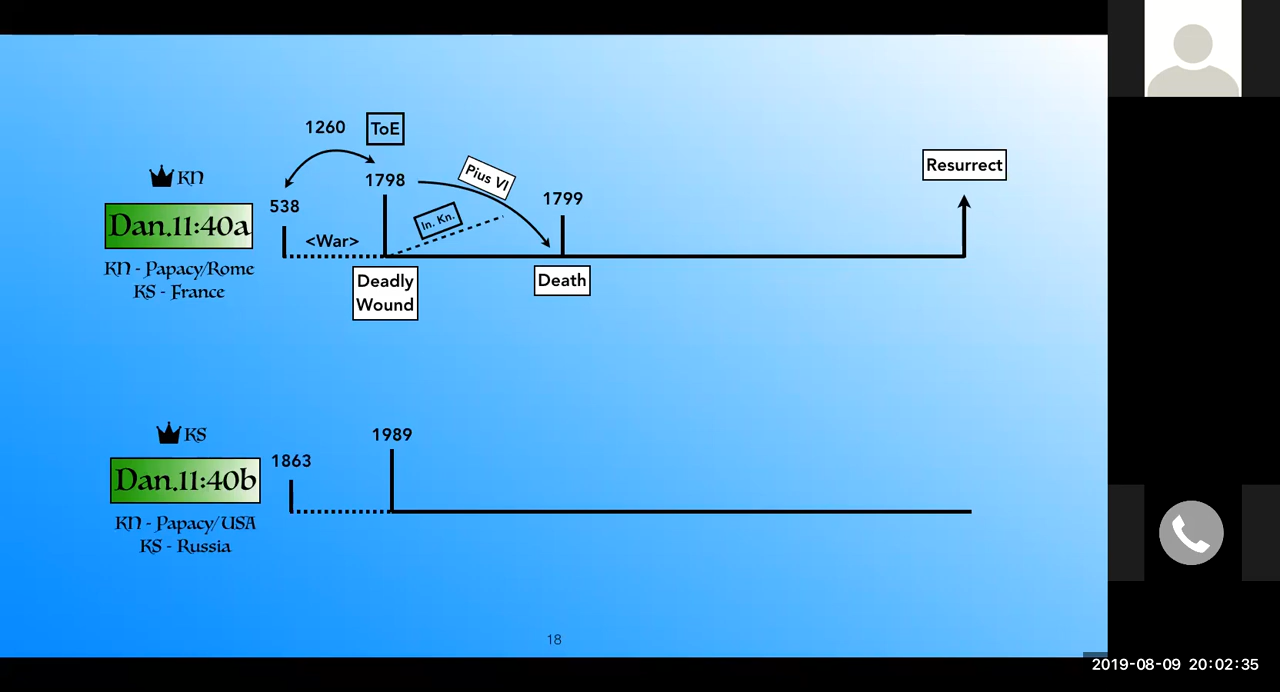 1260
ToE
Pius VI
Resurrect
KN
1798
538
1799
Dan.11:40a
In. Kn.
<War>
KN - Papacy/Rome
KS - France
Deadly
Wound
Death
KS
1989
1863
Dan.11:40b
KN - Papacy/USA
KS - Russia
18
2019-08-09 20:02:35